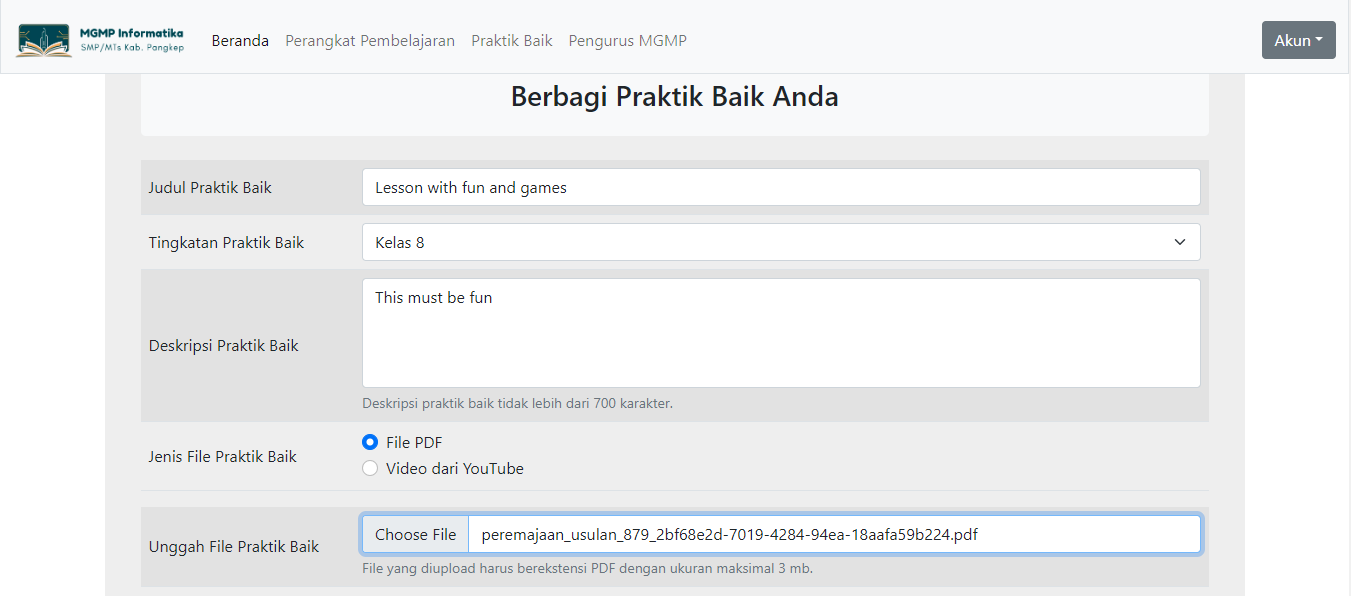 MGMP Informatika
SMP/MTs Kab. Pangkep
Beranda Perangkat Pembelajaran Praktik Baik Pengurus MGMP
Akun
Berbagi Praktik Baik Anda
Judul Praktik Baik
Lesson with fun and games
Tingkatan Praktik Baik
Kelas 8
Deskripsi Praktik Baik
This must be fun
Deskripsi praktik baik tidak lebih dari 700 karakter.
Jenis File Praktik Baik
File PDF
Video dari YouTube
Unggah File Praktik Baik
Choose File peremajaan_usulan_879_2bf68e2d-7019-4284-94ea-18aafa59b224.pdf
File yang diupload harus berekstensi PDF dengan ukuran maksimal 3 mb.